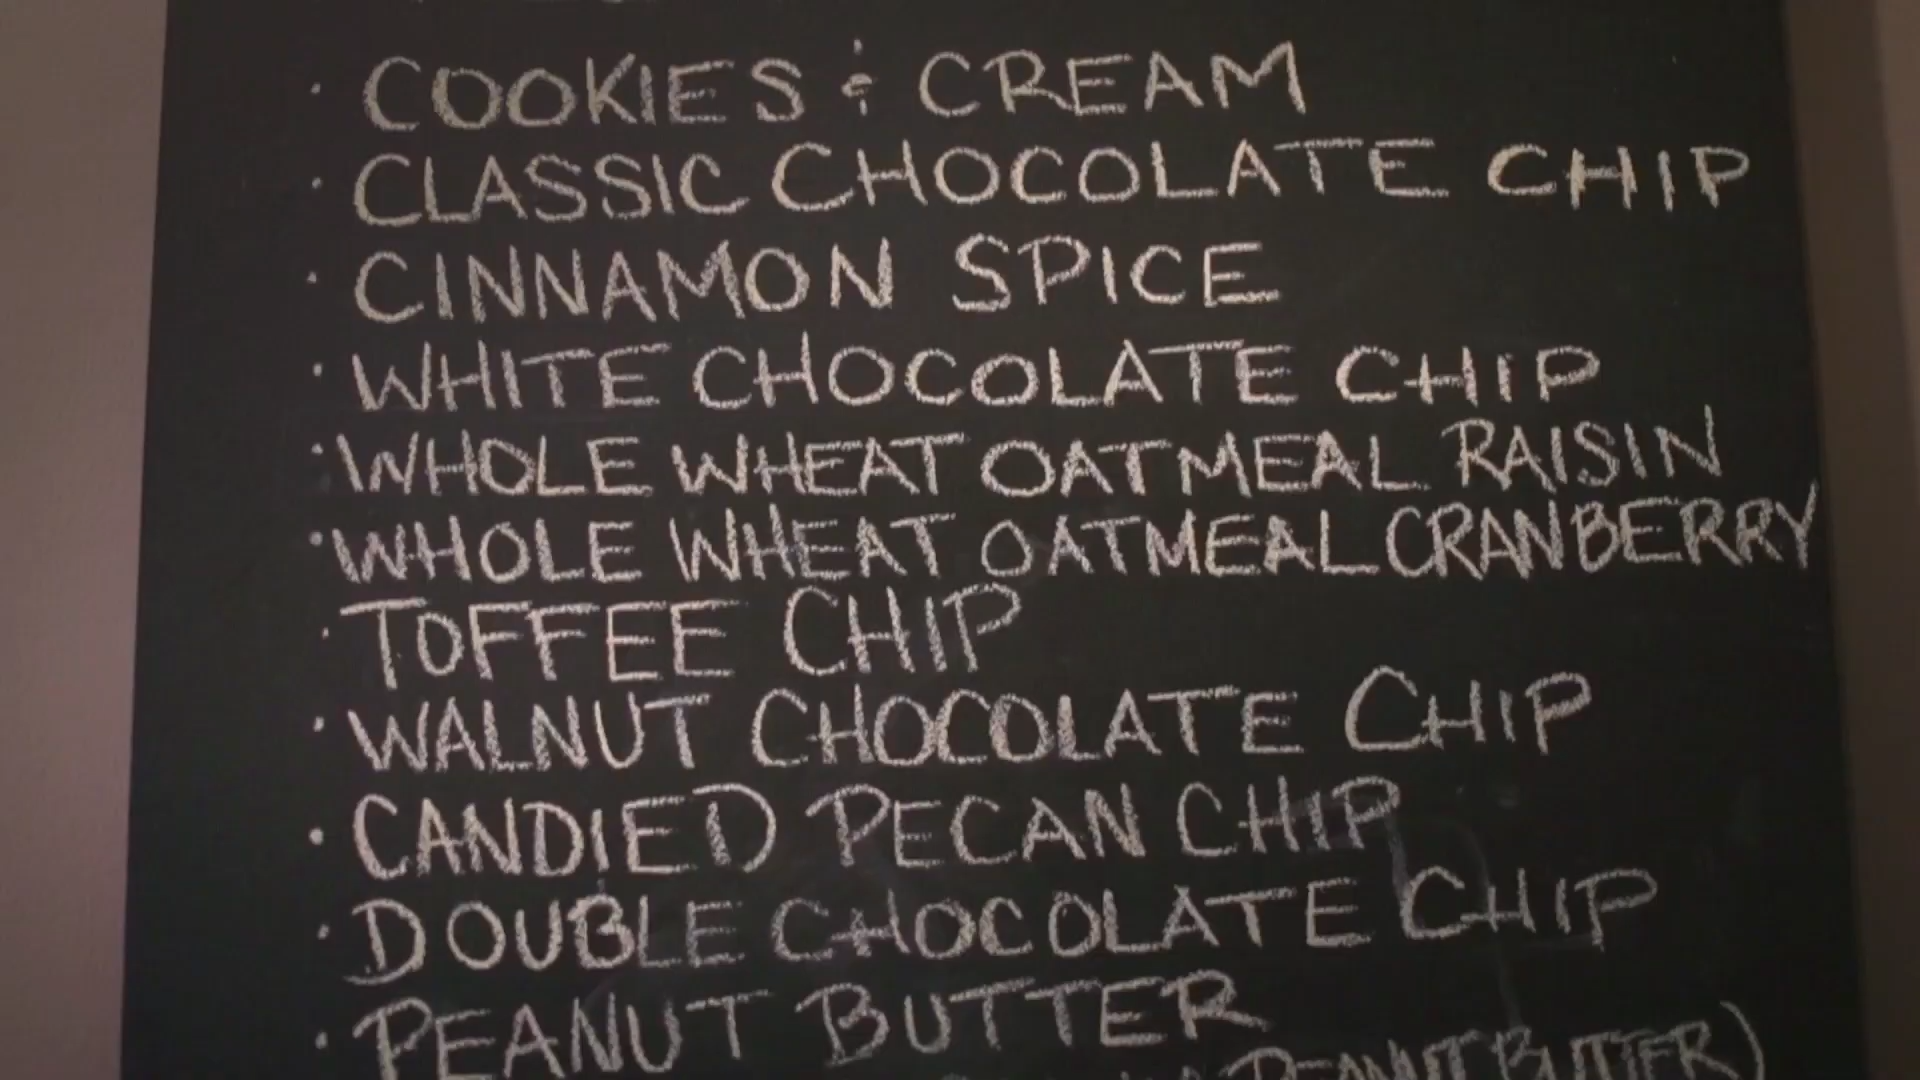 · COOKIES & CREAM
· CLASSIC CHOCOLATE CHIP
· CINNAMON SPICE
· WHITE CHOCOLATE CHIP
· WHOLE WHEAT OATMEAL RAISIN
· WHOLE WHEAT OATMEAL CRANBERRY
· TOFFEE CHIP
· WALNUT CHOCOLATE CHIP
· CANDIED PECAN CHIP
· DOUBLE CHOCOLATE CHIP
· PEANUT BUTTER
PEANUT BUTTER)